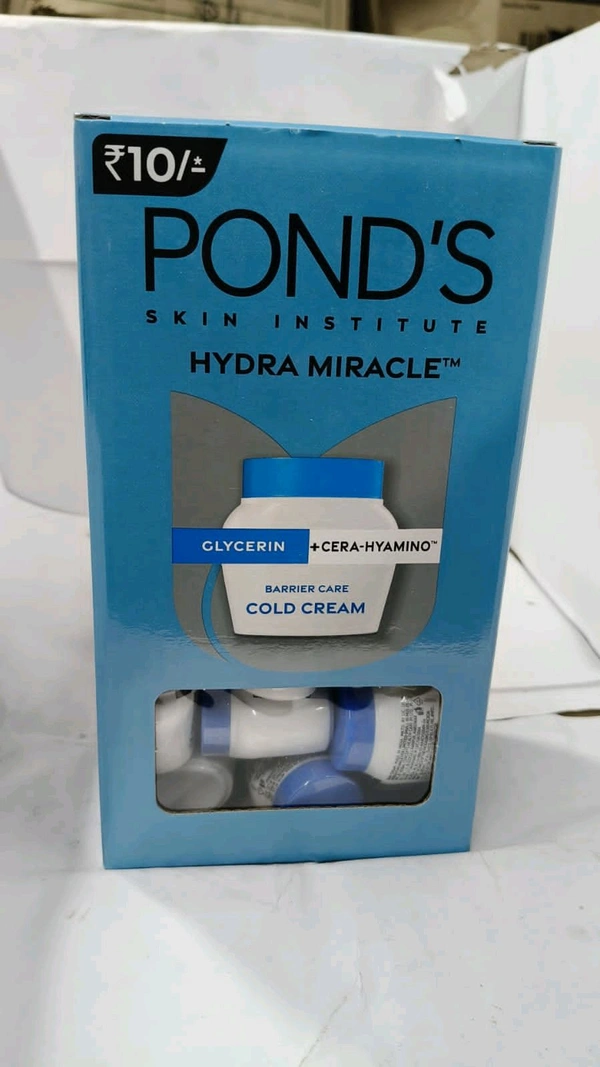 ₹10/-*
POND'S
SKIN INSTITUTE
HYDRA MIRACLE™
GLYCERIN +CERA-HYAMINO™
BARRIER CARE
COLD CREAM